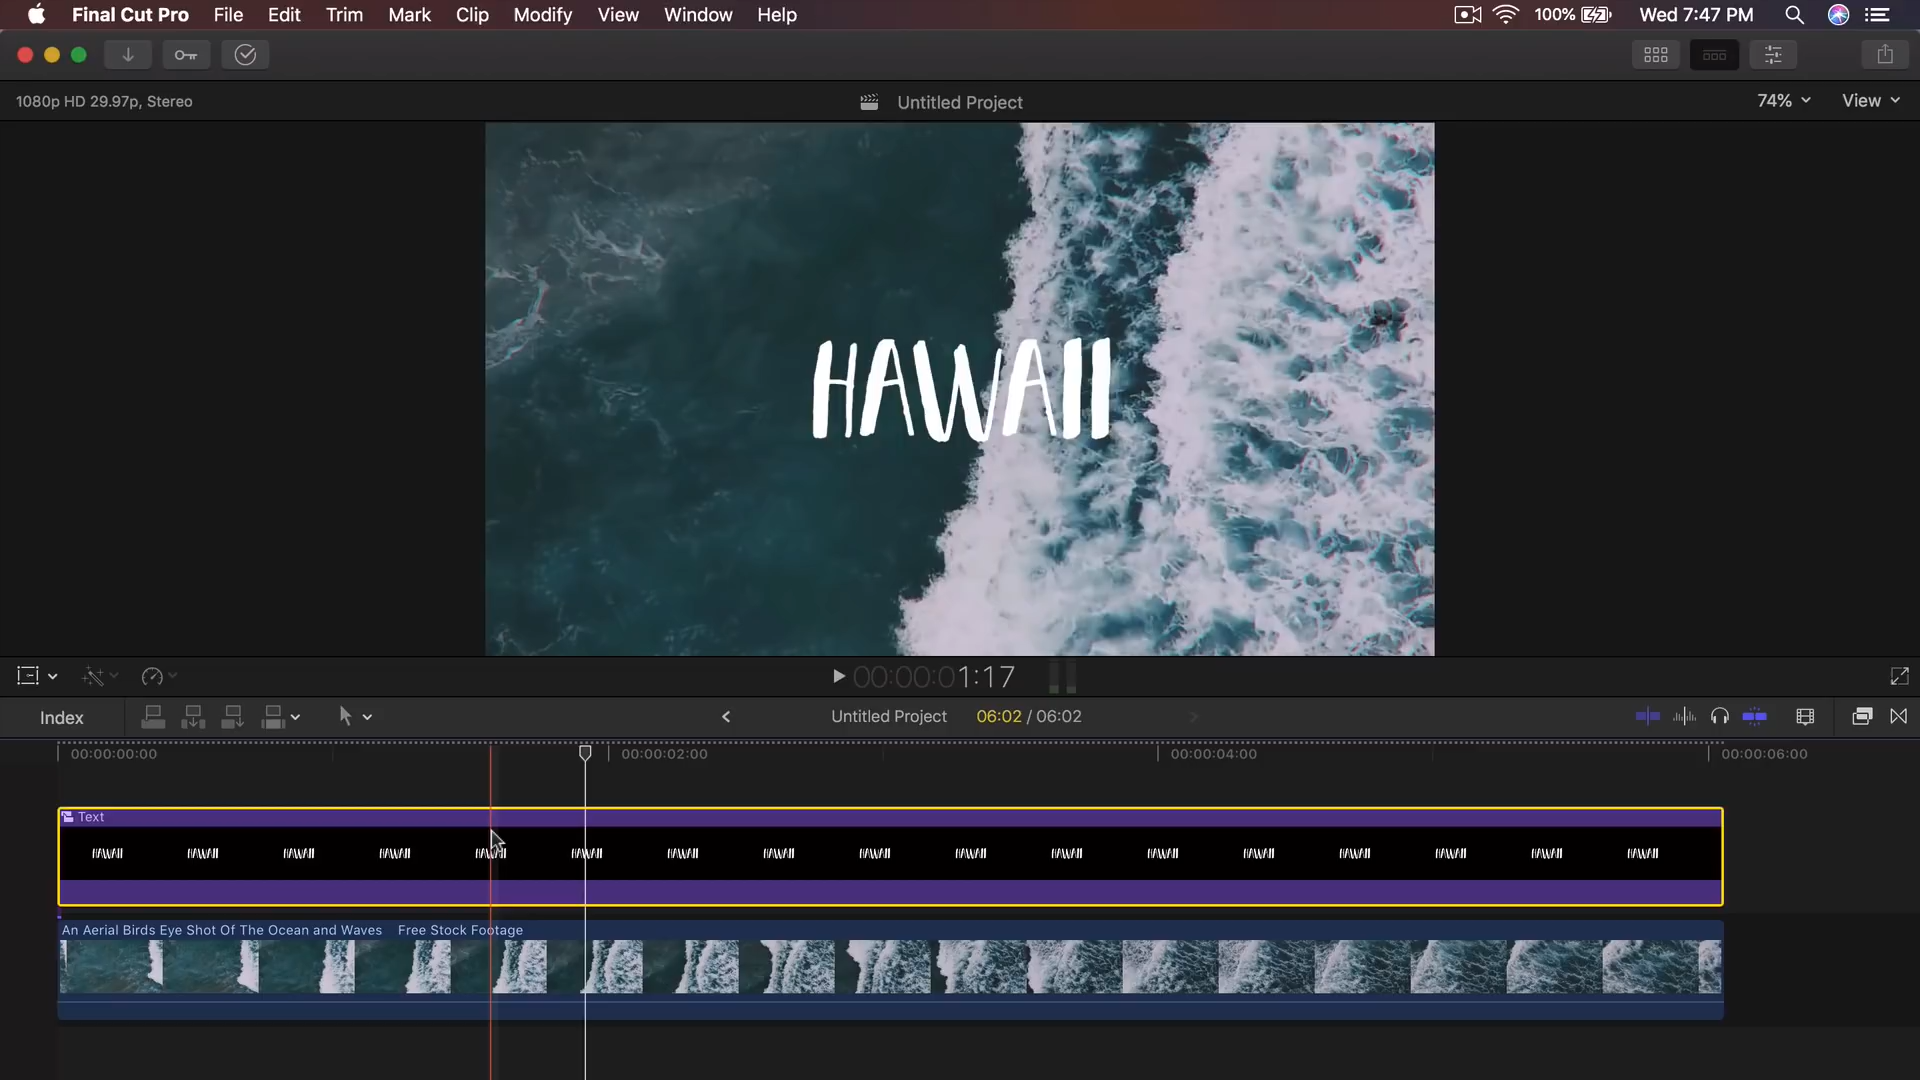 Final Cut Pro File Edit Trim Mark Clip Modify View Window Help 100% Wed 7:47 PM
1080p HD 29.97p, Stereo Untitled Project 74% View
HAWAII
00:00:01:17
Index Untitled Project 06:02 / 06:02
00:00:00:00 00:00:02:00 00:00:04:00 00:00:06:00
Text
HAWAII HAWAII HAWAII HAWAII HAWAII HAWAII HAWAII HAWAII HAWAII HAWAII HAWAII HAWAII HAWAII HAWAII HAWAII HAWAII HAWAII
An Aerial Birds Eye Shot Of The Ocean and Waves Free Stock Footage